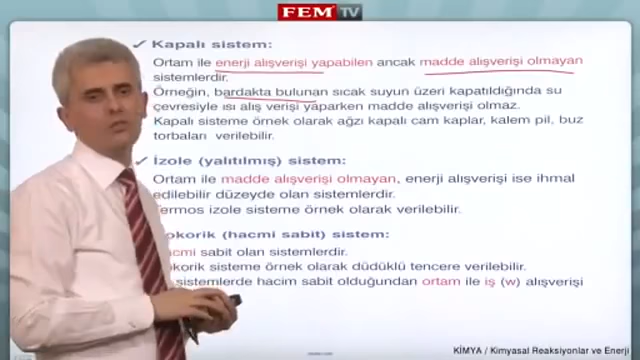 FEM TV
✓ Kapalı sistem:
Ortam ile enerji alışverişi yapabilen ancak madde alışverişi olmayan
sistemlerdir.
Örneğin, bardakta bulunan sıcak suyun üzeri kapatıldığında su
çevresiyle ısı alış verişi yaparken madde alışverişi olmaz.
Kapalı sisteme örnek olarak ağzı kapalı cam kaplar, kalem pil, buz
torbaları verilebilir.
✓ İzole (yalıtılmış) sistem:
Ortam ile madde alışverişi olmayan, enerji alışverişi ise ihmal
edilebilir düzeyde olan sistemlerdir.
Termos izole sisteme örnek olarak verilebilir.
okorik (hacmi sabit) sistem:
acmi sabit olan sistemlerdir.
okorik sisteme örnek olarak düdüklü tencere verilebilir.
sistemlerde hacim sabit olduğundan ortam ile iş (w) alışverişi
KİMYA / Kimyasal Reaksiyonlar ve Enerji